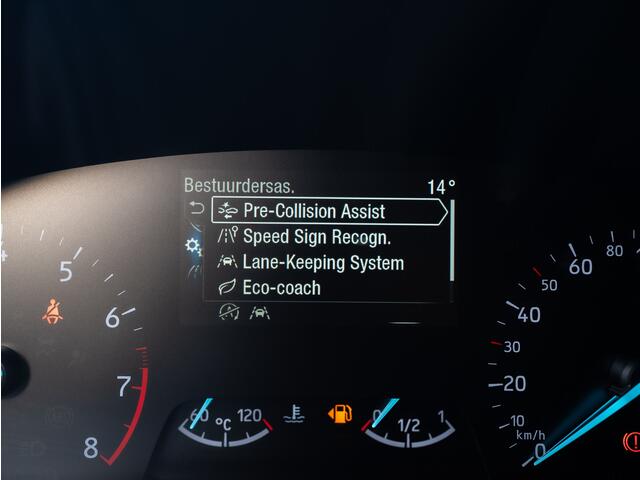 Bestuurdersas. 14°
Pre-Collision Assist
Speed Sign Recogn.
Lane-Keeping System
Eco-coach
5
6
7
8
60 °C 120
0 1/2 1
80
60
50
40
30
20
10
km/h
0